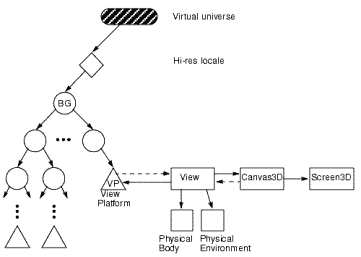 Virtual universe
Hi-res locale
BG
VP
View
Platform
View
Canvas3D
Screen3D
Physical
Body
Physical
Environment